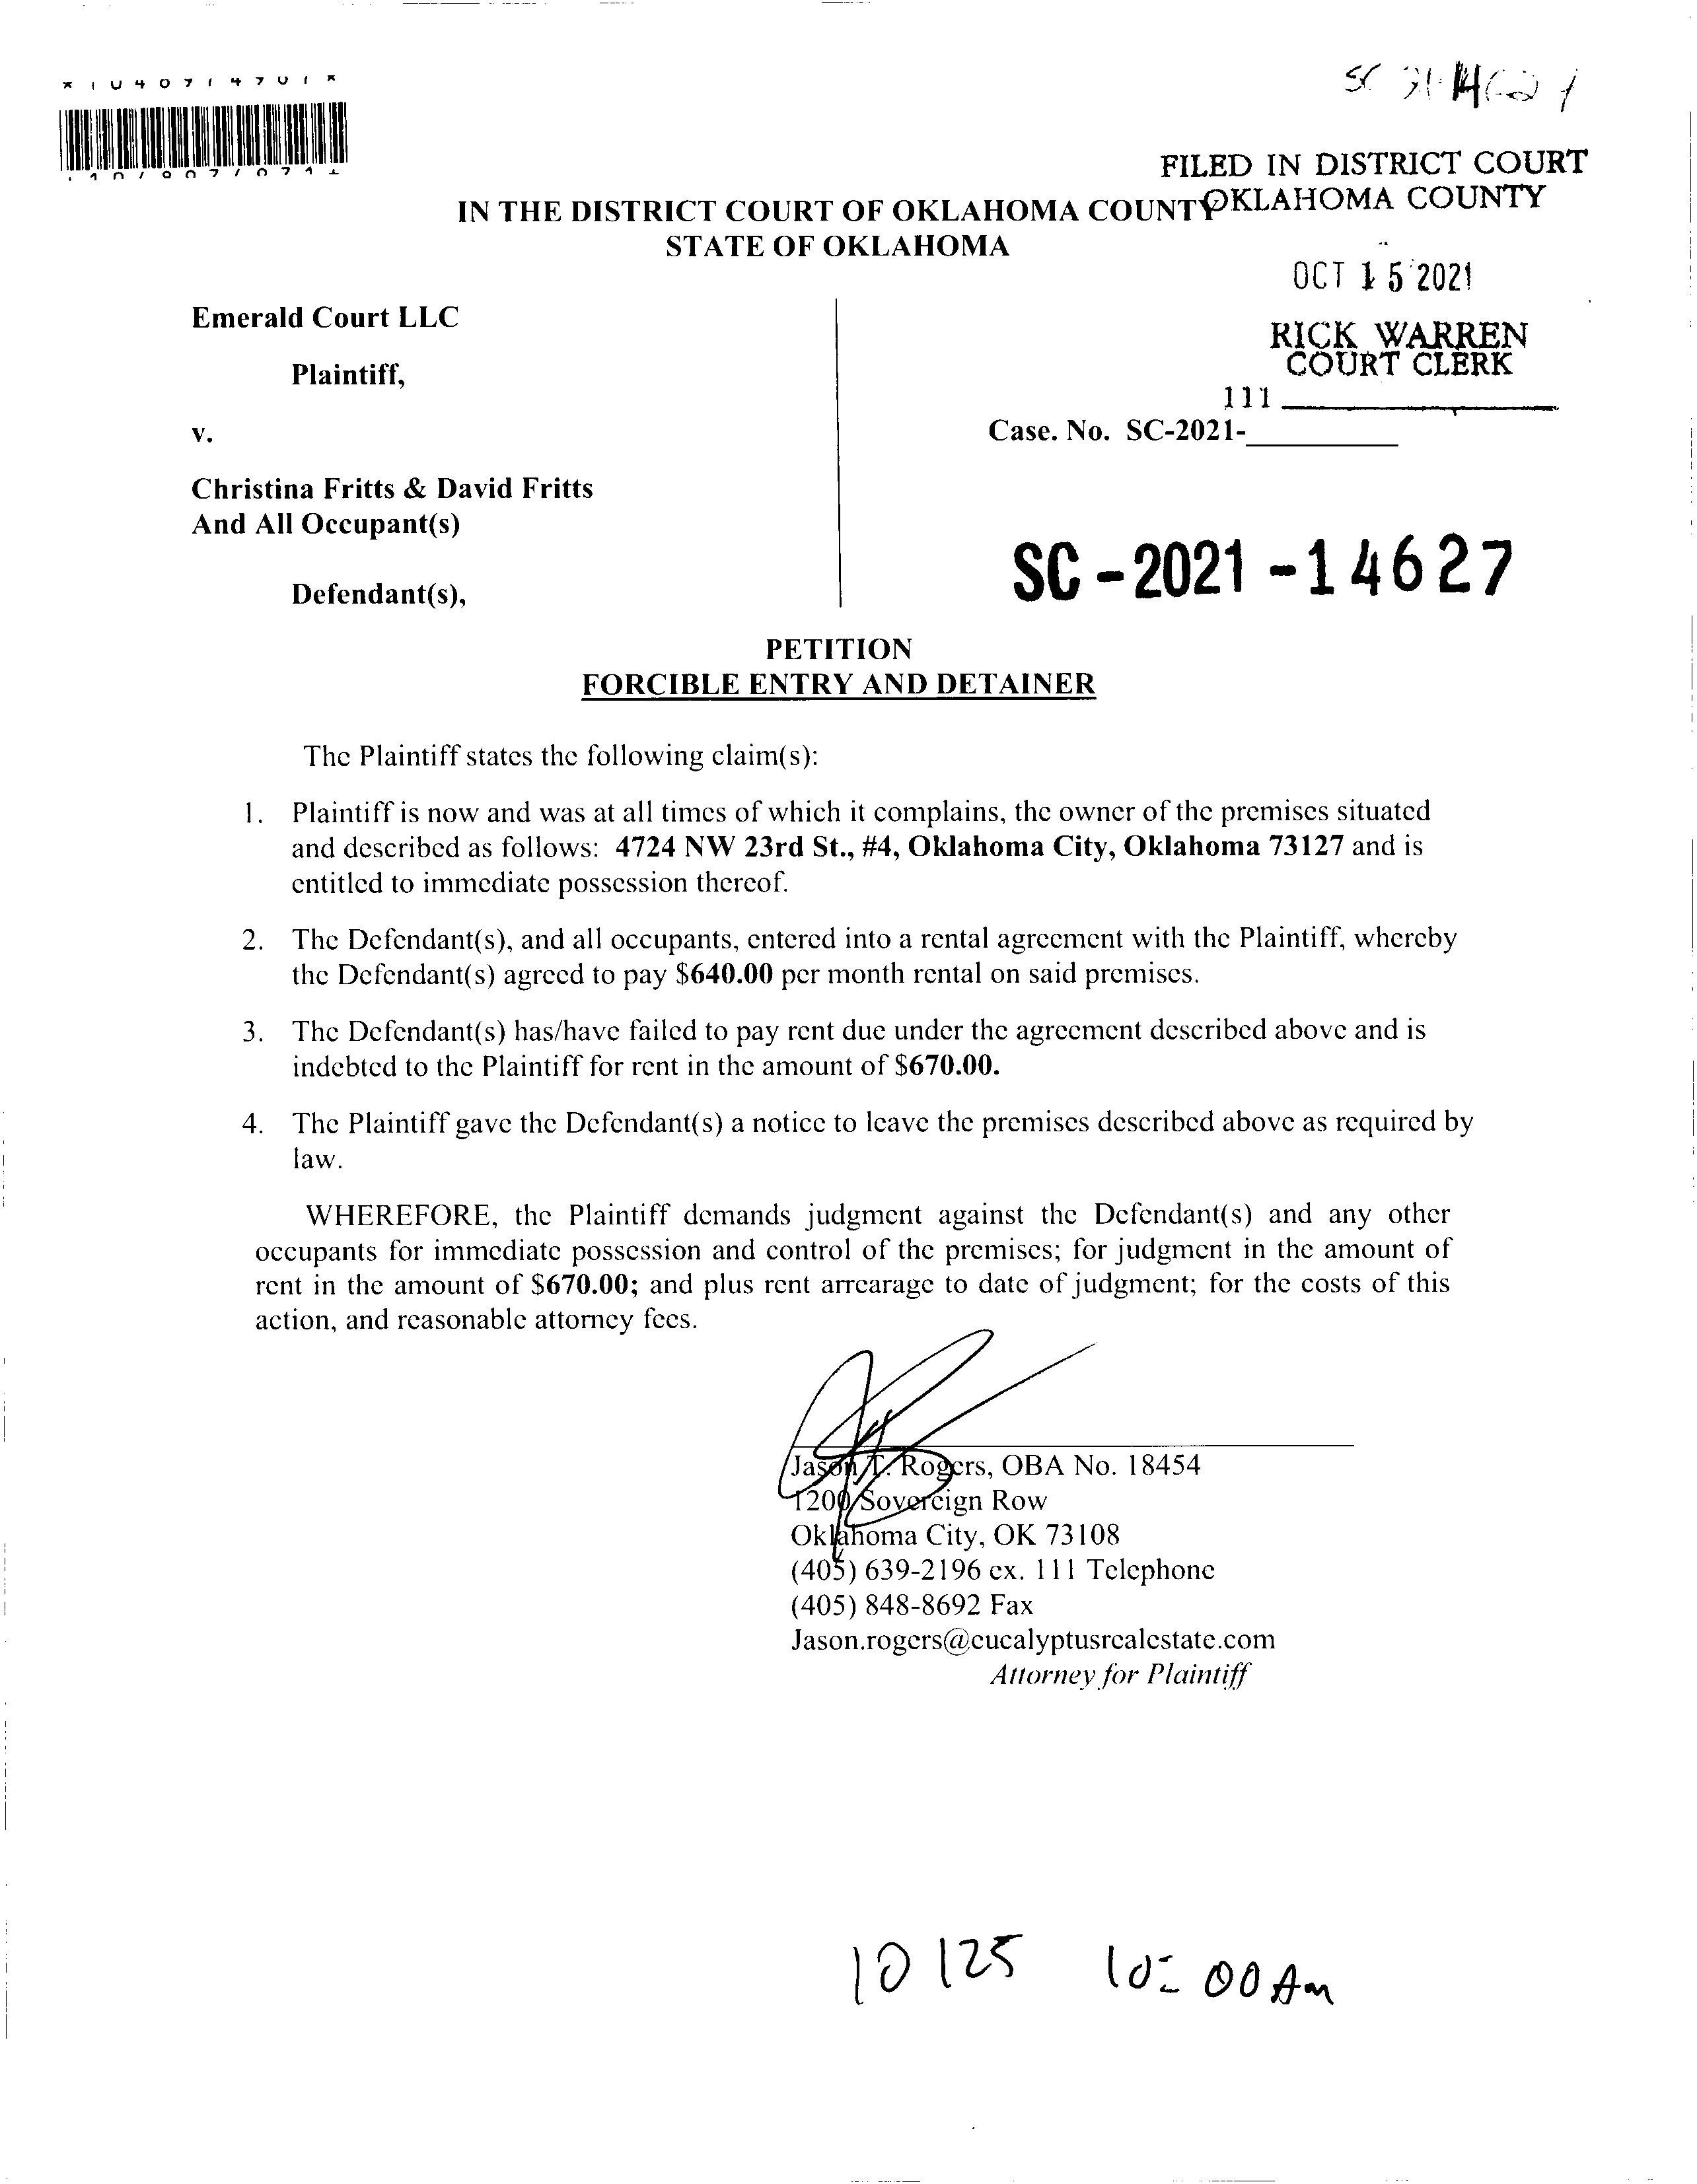 *1040714701*
SC 21-14627
FILED IN DISTRICT COURT
OKLAHOMA COUNTY
IN THE DISTRICT COURT OF OKLAHOMA COUNTY
STATE OF OKLAHOMA
OCT 15 2021
RICK WARREN
COURT CLERK
111
Emerald Court LLC
Plaintiff,
v.
Case. No. SC-2021-
Christina Fritts & David Fritts
And All Occupant(s)
SC-2021-14627
Defendant(s),
PETITION
FORCIBLE ENTRY AND DETAINER
The Plaintiff states the following claim(s):
1. Plaintiff is now and was at all times of which it complains, the owner of the premises situated
and described as follows: 4724 NW 23rd St., #4, Oklahoma City, Oklahoma 73127 and is
entitled to immediate possession thereof.
2. The Defendant(s), and all occupants, entered into a rental agreement with the Plaintiff, whereby
the Defendant(s) agreed to pay $640.00 per month rental on said premises.
3. The Defendant(s) has/have failed to pay rent due under the agreement described above and is
indebted to the Plaintiff for rent in the amount of $670.00.
4. The Plaintiff gave the Defendant(s) a notice to leave the premises described above as required by
law.
WHEREFORE, the Plaintiff demands judgment against the Defendant(s) and any other
occupants for immediate possession and control of the premises; for judgment in the amount of
rent in the amount of $670.00; and plus rent arrearage to date of judgment; for the costs of this
action, and reasonable attorney fees.
Jason T. Rogers, OBA No. 18454
1200 Sovereign Row
Oklahoma City, OK 73108
(405) 639-2196 ex. 111 Telephone
(405) 848-8692 Fax
Jason.rogers@eucalyptusrealestate.com
Attorney for Plaintiff
10/25 10:00 Am